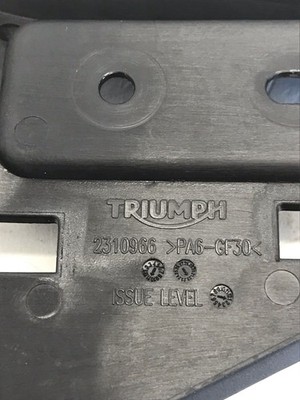 TRIUMPH
2310966 >PA6-GF30<
ISSUE LEVEL